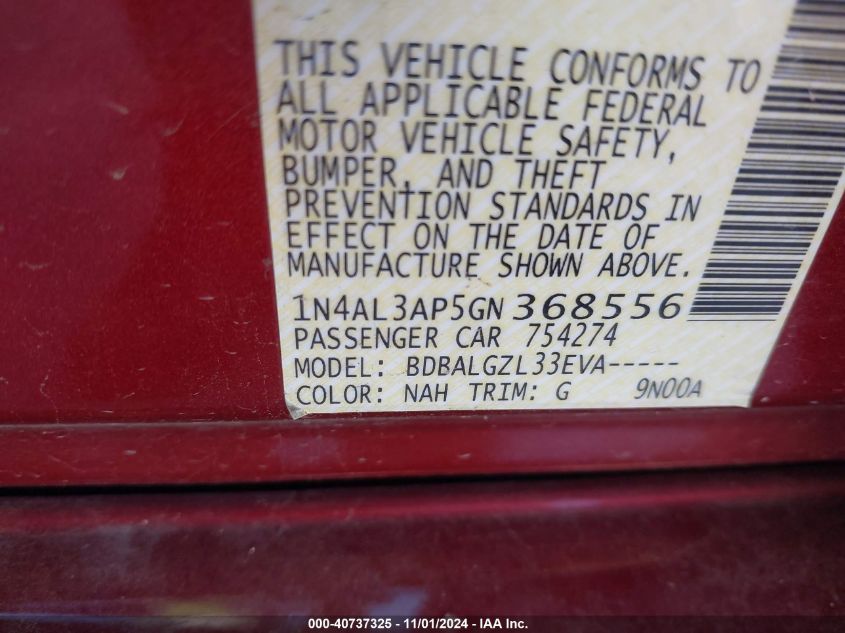 THIS VEHICLE CONFORMS TO
ALL APPLICABLE FEDERAL
MOTOR VEHICLE SAFETY,
BUMPER, AND THEFT
PREVENTION STANDARDS IN
EFFECT ON THE DATE OF
MANUFACTURE SHOWN ABOVE.
1N4AL3AP5GN 368556
PASSENGER CAR 754274
MODEL: BDBALGZL33EVA-----
COLOR: NAH TRIM: G 9N00A
000-40737325 - 11/01/2024 - IAA Inc.